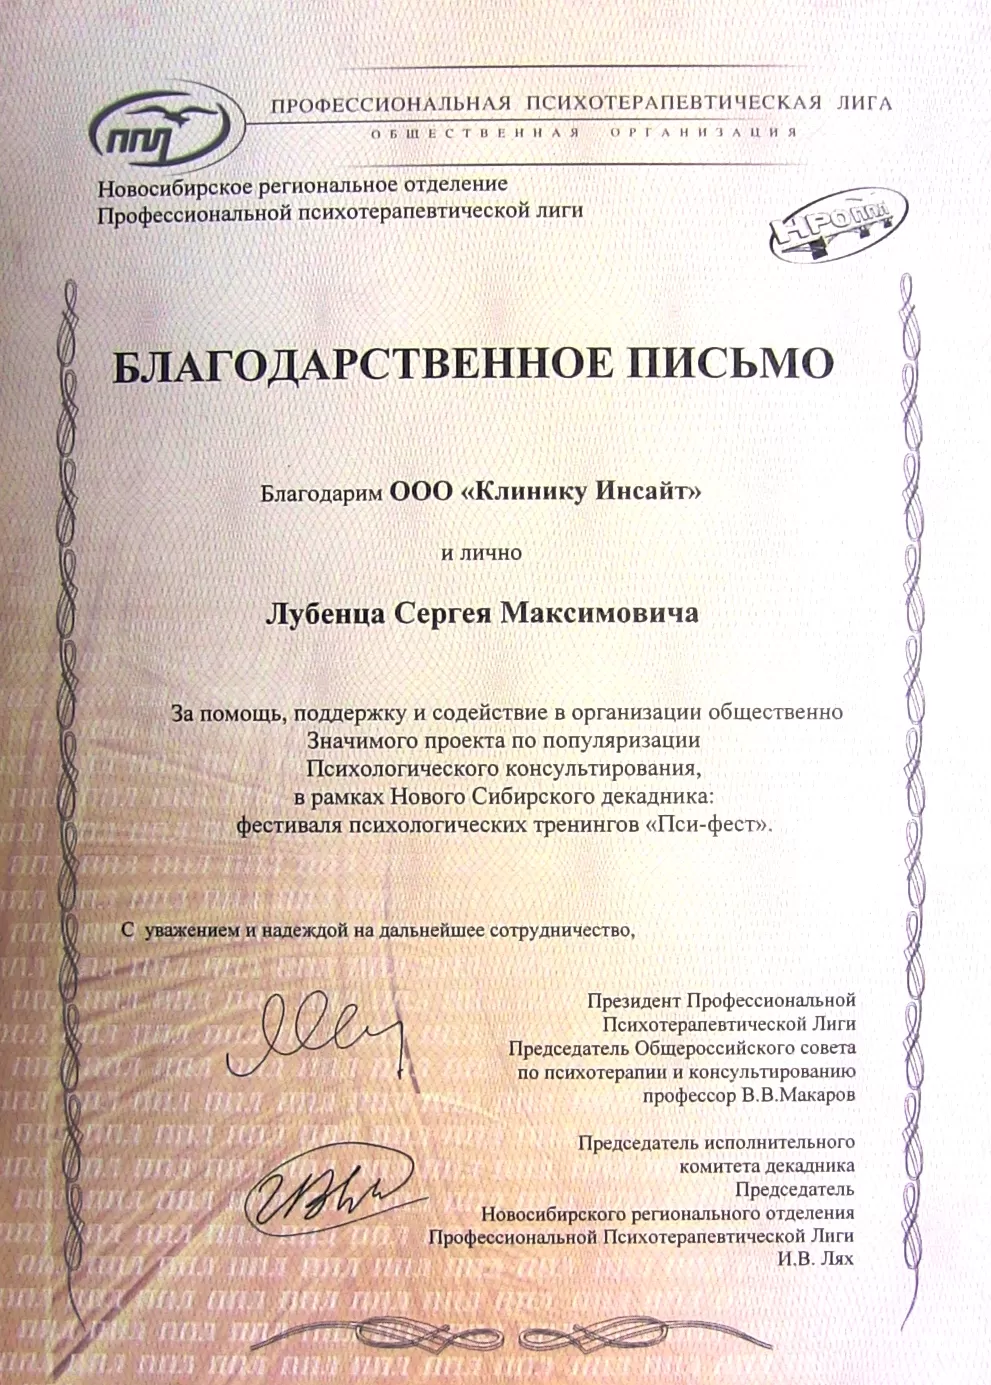 ППЛ
ПРОФЕССИОНАЛЬНАЯ ПСИХОТЕРАПЕВТИЧЕСКАЯ ЛИГА
ОБЩЕСТВЕННАЯ ОРГАНИЗАЦИЯ
Новосибирское региональное отделение
Профессиональной психотерапевтической лиги
НРОППЛ
БЛАГОДАРСТВЕННОЕ ПИСЬМО
Благодарим ООО «Клинику Инсайт»
и лично
Лубенца Сергея Максимовича
За помощь, поддержку и содействие в организации общественно
Значимого проекта по популяризации
Психологического консультирования,
в рамках Нового Сибирского декадника:
фестиваля психологических тренингов «Пси-фест».
С уважением и надеждой на дальнейшее сотрудничество,
Президент Профессиональной
Психотерапевтической Лиги
Председатель Общероссийского совета
по психотерапии и консультированию
профессор В.В.Макаров
Председатель исполнительного
комитета декадника
Председатель
Новосибирского регионального отделения
Профессиональной Психотерапевтической Лиги
И.В. Лях